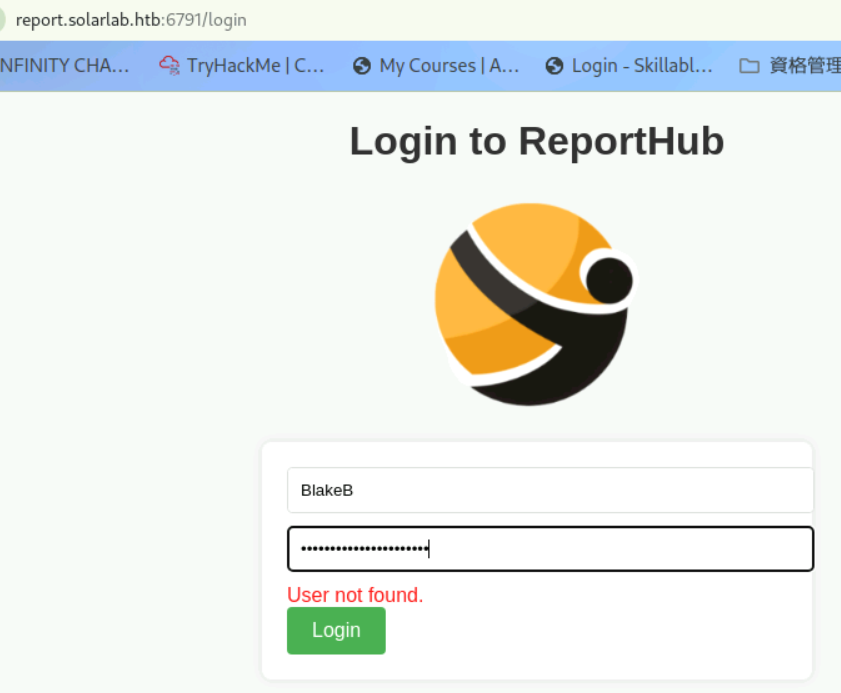 report.solarlab.htb:6791/login
NFINITY CHA... TryHackMe | C... My Courses | A... Login - Skillabl... 資格管理
Login to ReportHub
BlakeB
••••••••••••••••••••••
User not found.
Login